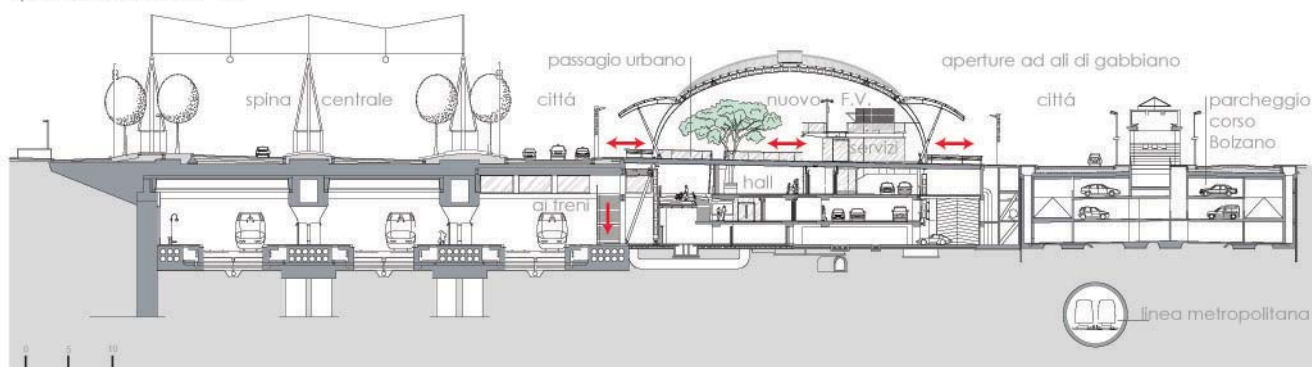 passagio urbano
aperture ad ali di gabbiano
spina centrale
cittá
nuovo F.V.
cittá
parcheggio
corso
Bolzano
servizi
hall
ai treni
linea metropolitana
0 5 10